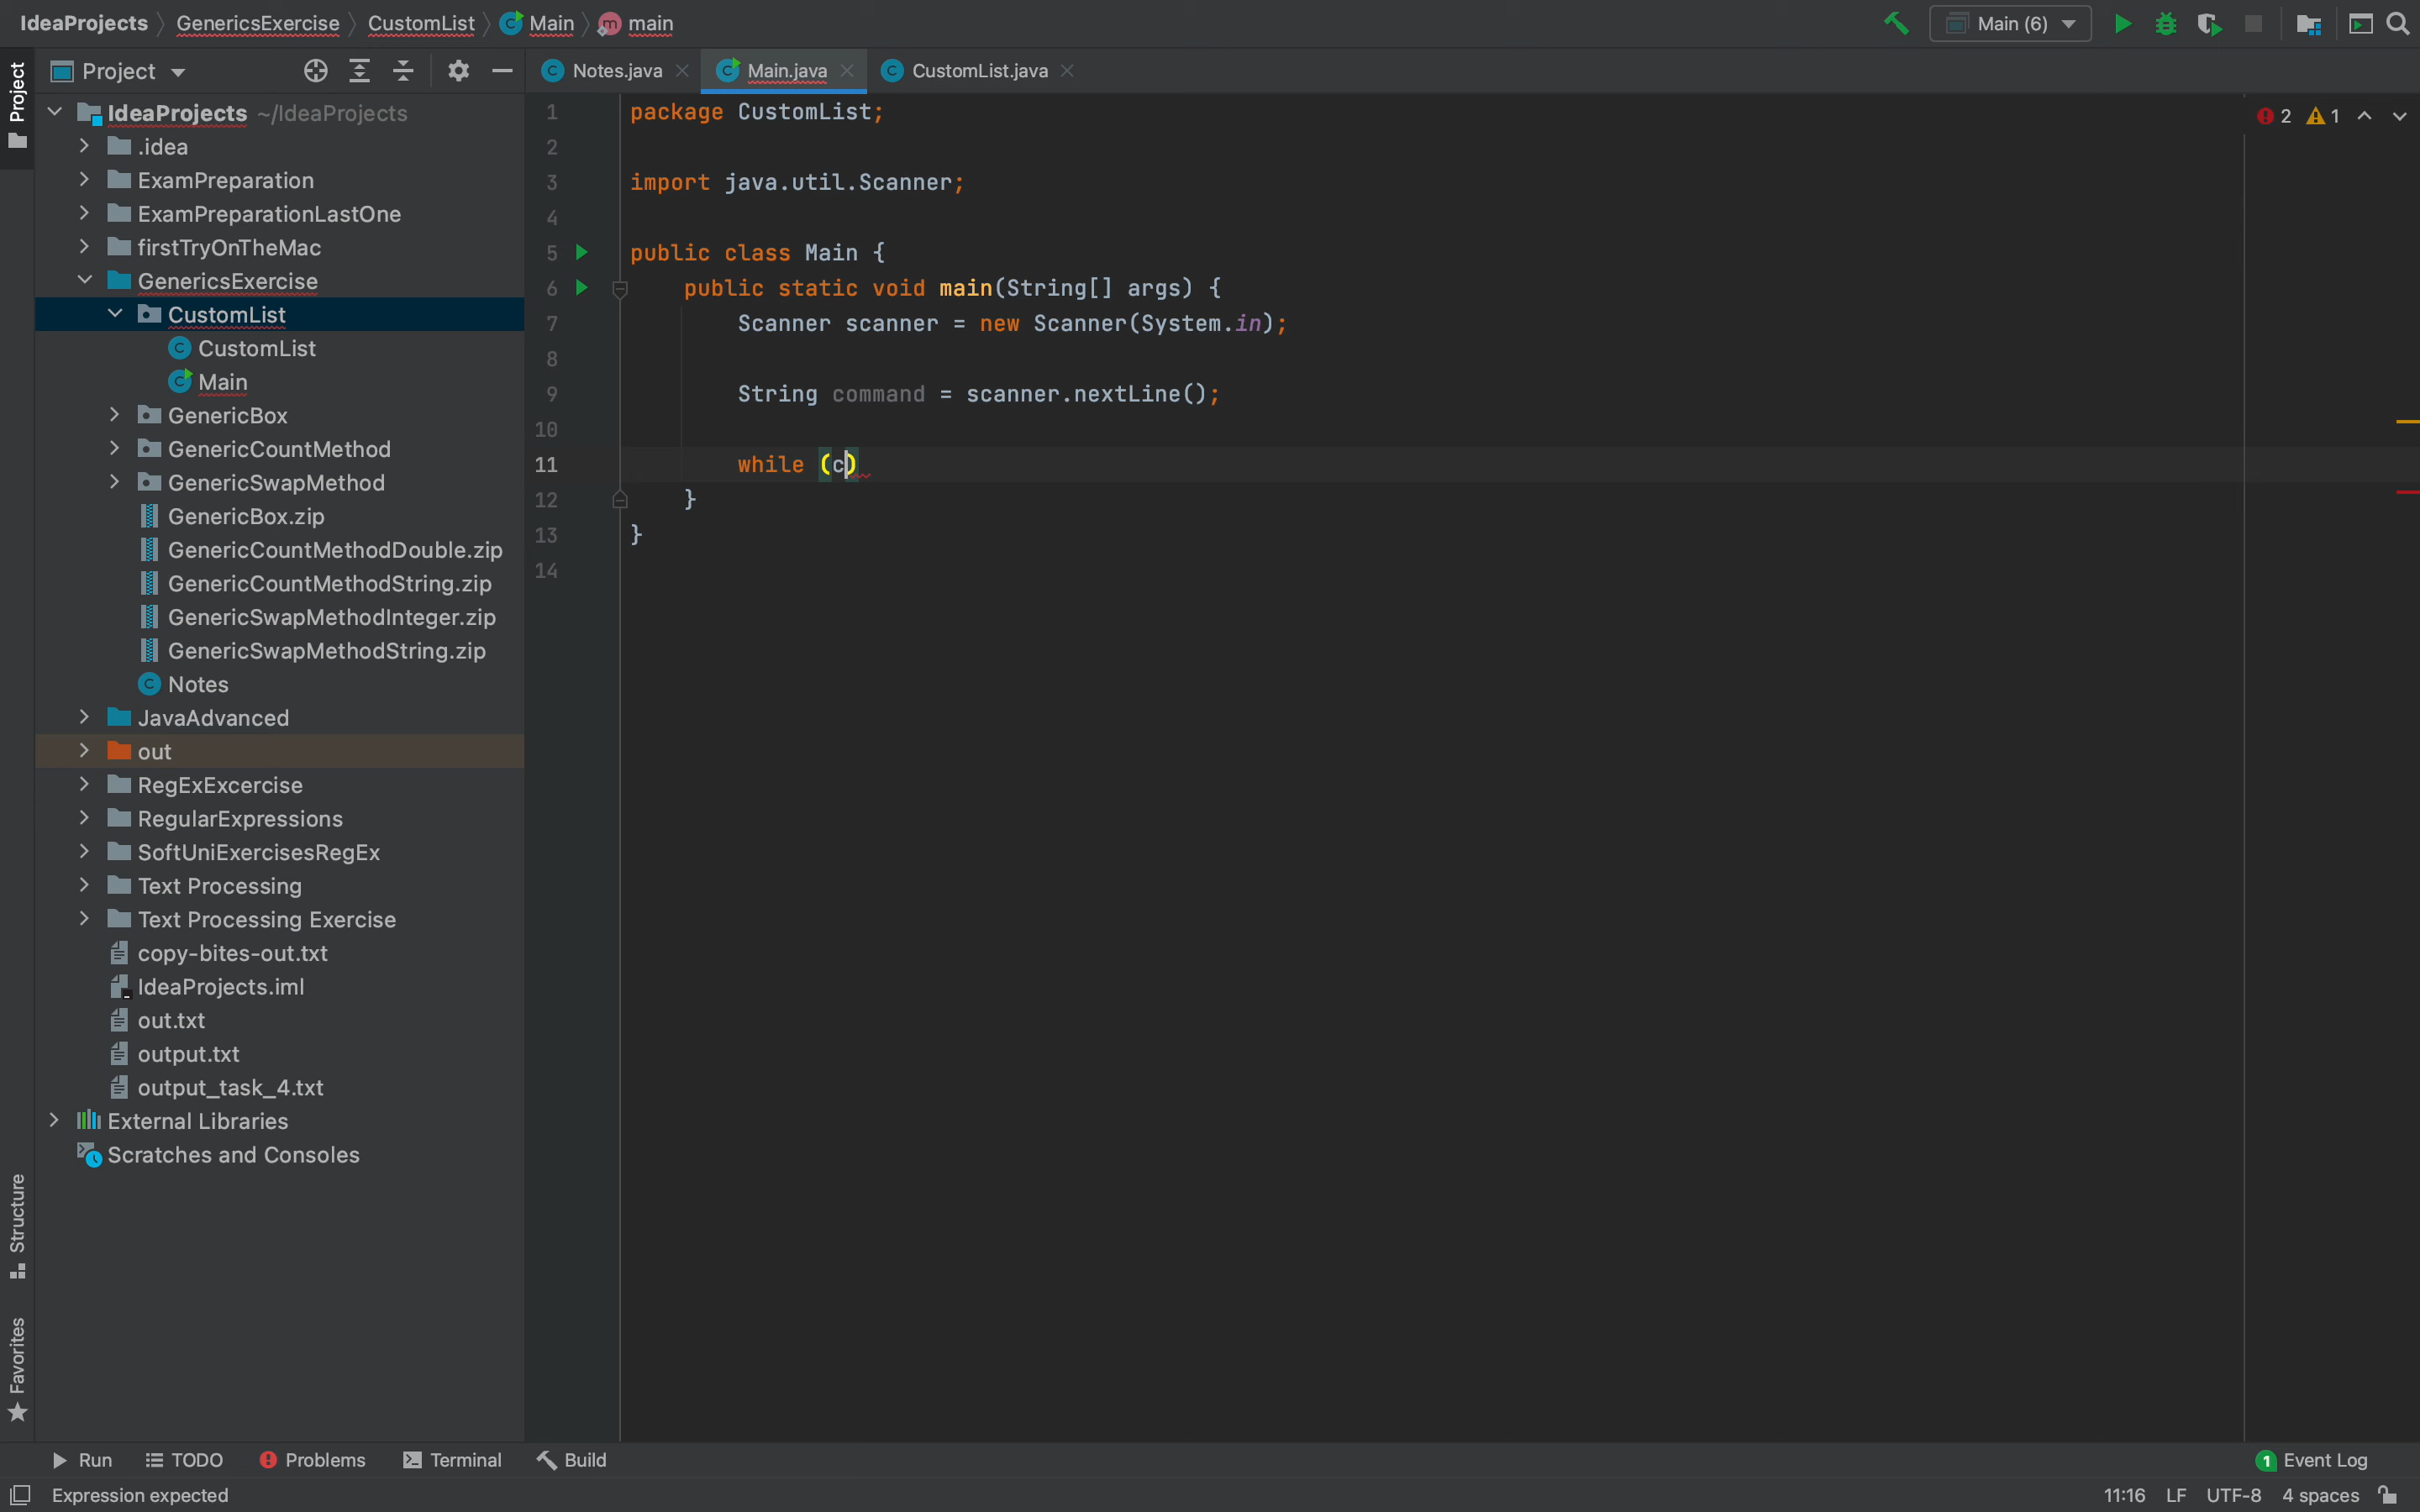 IdeaProjects GenericsExercise CustomList Main main
Main (6)
Project
Notes.java Main.java CustomList.java
Project
IdeaProjects ~/IdeaProjects
.idea
ExamPreparation
ExamPreparationLastOne
firstTryOnTheMac
GenericsExercise
CustomList
CustomList
Main
GenericBox
GenericCountMethod
GenericSwapMethod
GenericBox.zip
GenericCountMethodDouble.zip
GenericCountMethodString.zip
GenericSwapMethodInteger.zip
GenericSwapMethodString.zip
Notes
JavaAdvanced
out
RegExExcercise
RegularExpressions
SoftUniExercisesRegEx
Text Processing
Text Processing Exercise
copy-bites-out.txt
IdeaProjects.iml
out.txt
output.txt
output_task_4.txt
External Libraries
Scratches and Consoles
Structure
Favorites
1 package CustomList;
2
3 import java.util.Scanner;
4
5 public class Main {
6 public static void main(String[] args) {
7 Scanner scanner = new Scanner(System.in);
8
9 String command = scanner.nextLine();
10
11 while (c)
12 }
13 }
14
2 1
Run TODO Problems Terminal Build
1 Event Log
Expression expected
11:16 LF UTF-8 4 spaces